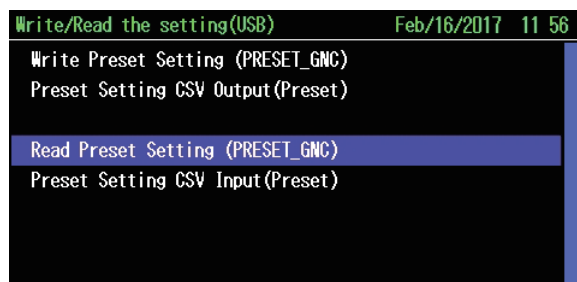 Write/Read the setting(USB) Feb/16/2017 11 56
Write Preset Setting (PRESET_GNC)
Preset Setting CSV Output(Preset)
Read Preset Setting (PRESET_GNC)
Preset Setting CSV Input(Preset)